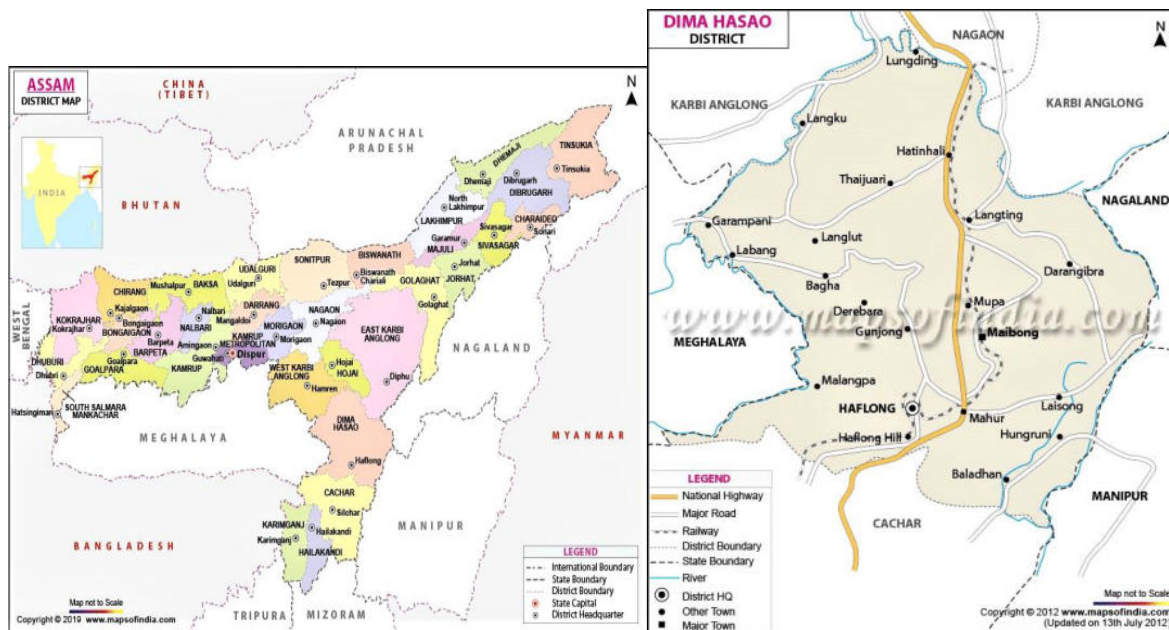 ASSAM
DISTRICT MAP
N
CHINA
(TIBET)
ARUNACHAL
PRADESH
INDIA
BHUTAN
TINSUKIA
Tinsukia
DHEMAJI
Dhemaji
Dibrugarh
DIBRUGARH
North
Lakhimpur
LAKHIMPUR
CHARAIDEO
Sonari
Sivasagar
SIVASAGAR
Garamur
MAJULI
Jorhat
JORHAT
BISWANATH
Biswanath
Chariali
SONITPUR
Tezpur
UDALGURI
Udalguri
GOLAGHAT
Golaghat
CHIRANG
Kajalgaon
Mushalpur
BAKSA
DARRANG
Mangaldoi
NAGAON
Nagaon
KOKRAJHAR
Kokrajhar
Bongaigaon
BONGAIGAON
Nalbari
NALBARI
Barpeta
BARPETA
MORIGAON
Morigaon
KAMRUP
METROPOLITAN
Amingaon
Guwahati
Dispur
EAST KARBI
ANGLONG
WEST
BENGAL
DHUBURI
Dhubri
Goalpara
GOALPARA
KAMRUP
WEST KARBI
ANGLONG
Hamren
Hojai
HOJAI
Diphu
NAGALAND
Hatsingimari
SOUTH SALMARA
MANKACHAR
MEGHALAYA
DIMA
HASAO
Haflong
MYANMAR
CACHAR
Silchar
MANIPUR
KARIMGANJ
Karimganj
Hailakandi
HAILAKANDI
BANGLADESH
TRIPURA
MIZORAM
LEGEND
International Boundary
State Boundary
District Boundary
State Capital
District Headquarter
Map not to Scale
Copyright © 2019 www.mapsofindia.com
DIMA HASAO
DISTRICT
N
NAGAON
Lungding
KARBI ANGLONG
KARBI ANGLONG
Langku
Hatinhali
Thaijuari
NAGALAND
Garampani
Langting
Langlut
Labang
Darangibra
Bagha
Derebara
Mupa
www.mapsofindia.com
Gunjong
Maibong
MEGHALAYA
Malangpa
HAFLONG
Laisong
Mahur
Haflong Hill
Hungruni
Baladhan
MANIPUR
CACHAR
LEGEND
National Highway
Major Road
Railway
District Boundary
State Boundary
River
District HQ
Other Town
Major Town
Map not to Scale
Copyright © 2012 www.mapsofindia.com
(Updated on 13th July 2012)